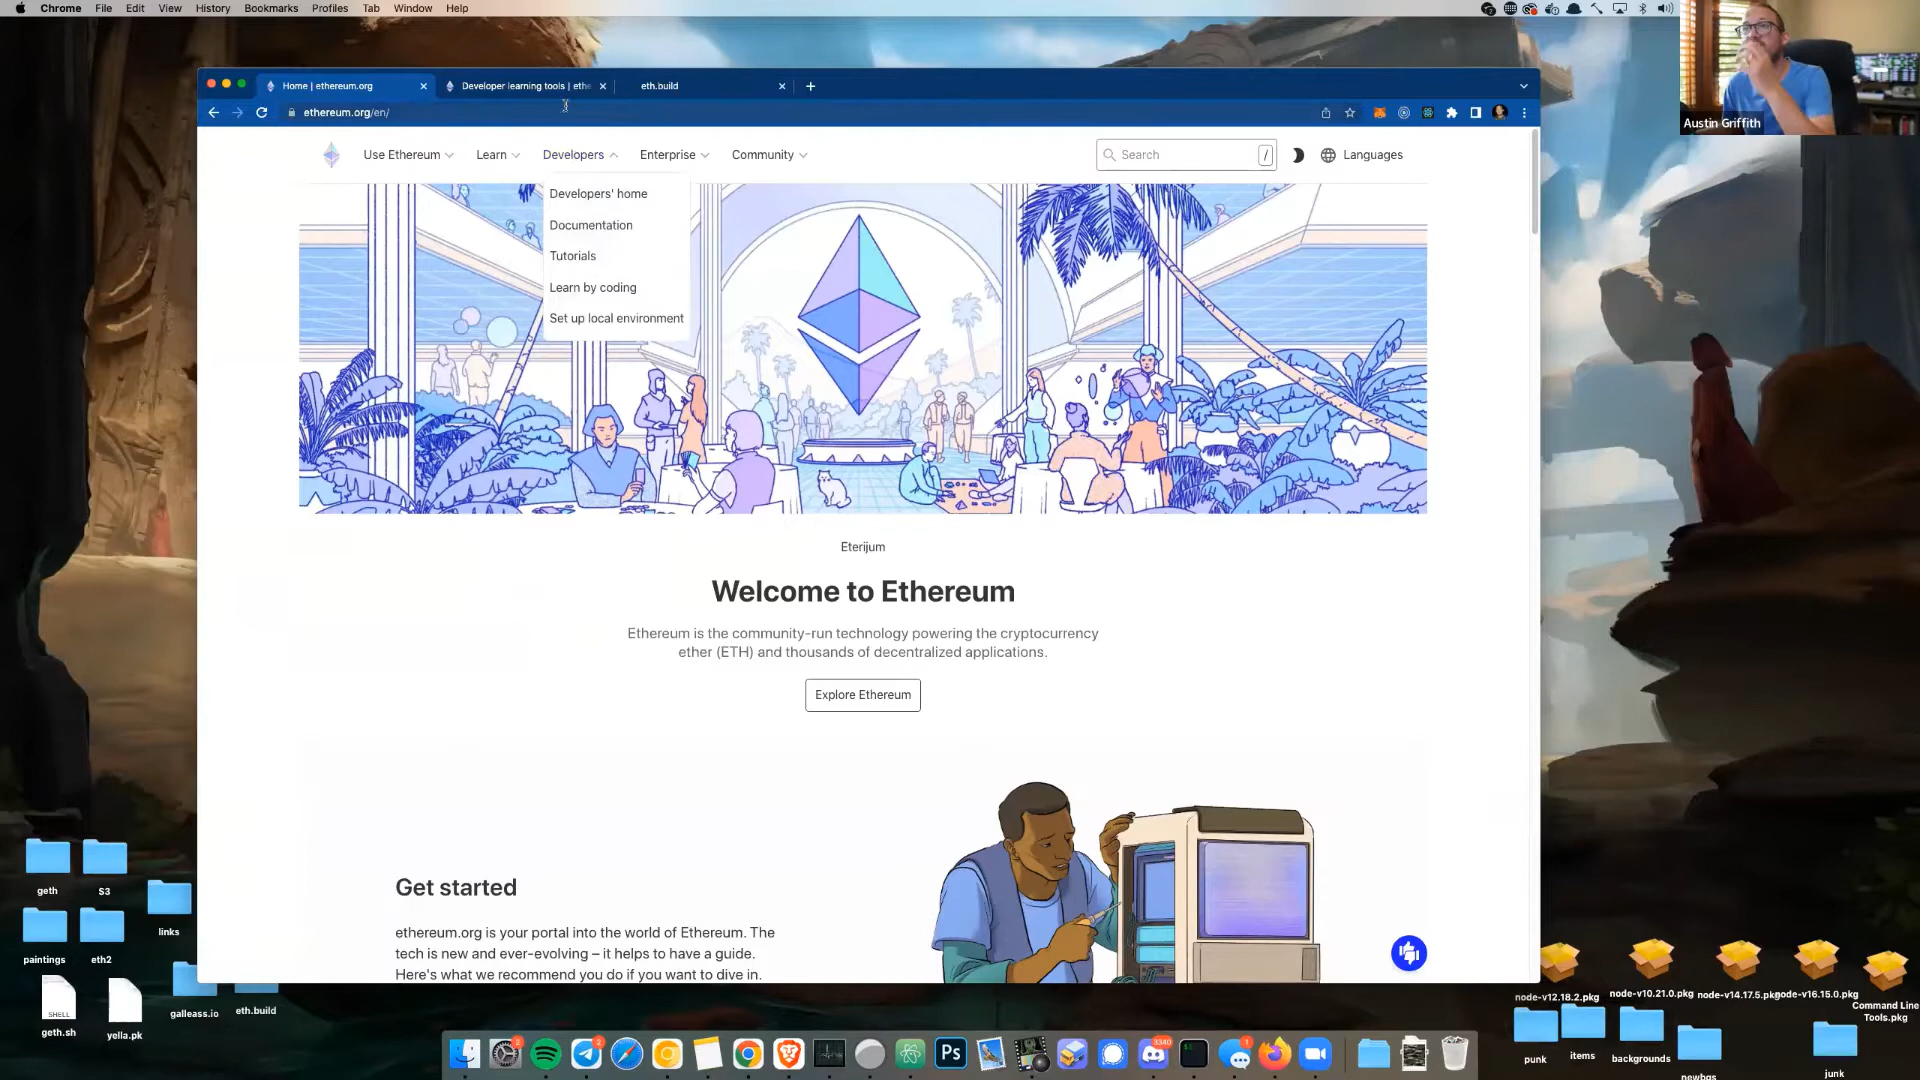 Chrome File Edit View History Bookmarks Profiles Tab Window Help
Austin Griffith
Home | ethereum.org
Developer learning tools | ethe
eth.build
ethereum.org/en/
Use Ethereum
Learn
Developers
Enterprise
Community
Search
/
Languages
Developers' home
Documentation
Tutorials
Learn by coding
Set up local environment
Eterijum
Welcome to Ethereum
Ethereum is the community-run technology powering the cryptocurrency
ether (ETH) and thousands of decentralized applications.
Explore Ethereum
Get started
ethereum.org is your portal into the world of Ethereum. The
tech is new and ever-evolving – it helps to have a guide.
Here's what we recommend you do if you want to dive in.
geth
S3
links
paintings
eth2
galleass.io
eth.build
SHELL
geth.sh
yella.pk
node-v12.18.2.pkg
node-v10.21.0.pkg
node-v14.17.5.pkg
node-v16.15.0.pkg
Command Line
Tools.pkg
punk
items
backgrounds
newbgs
junk
2
2
Ps
3340
1